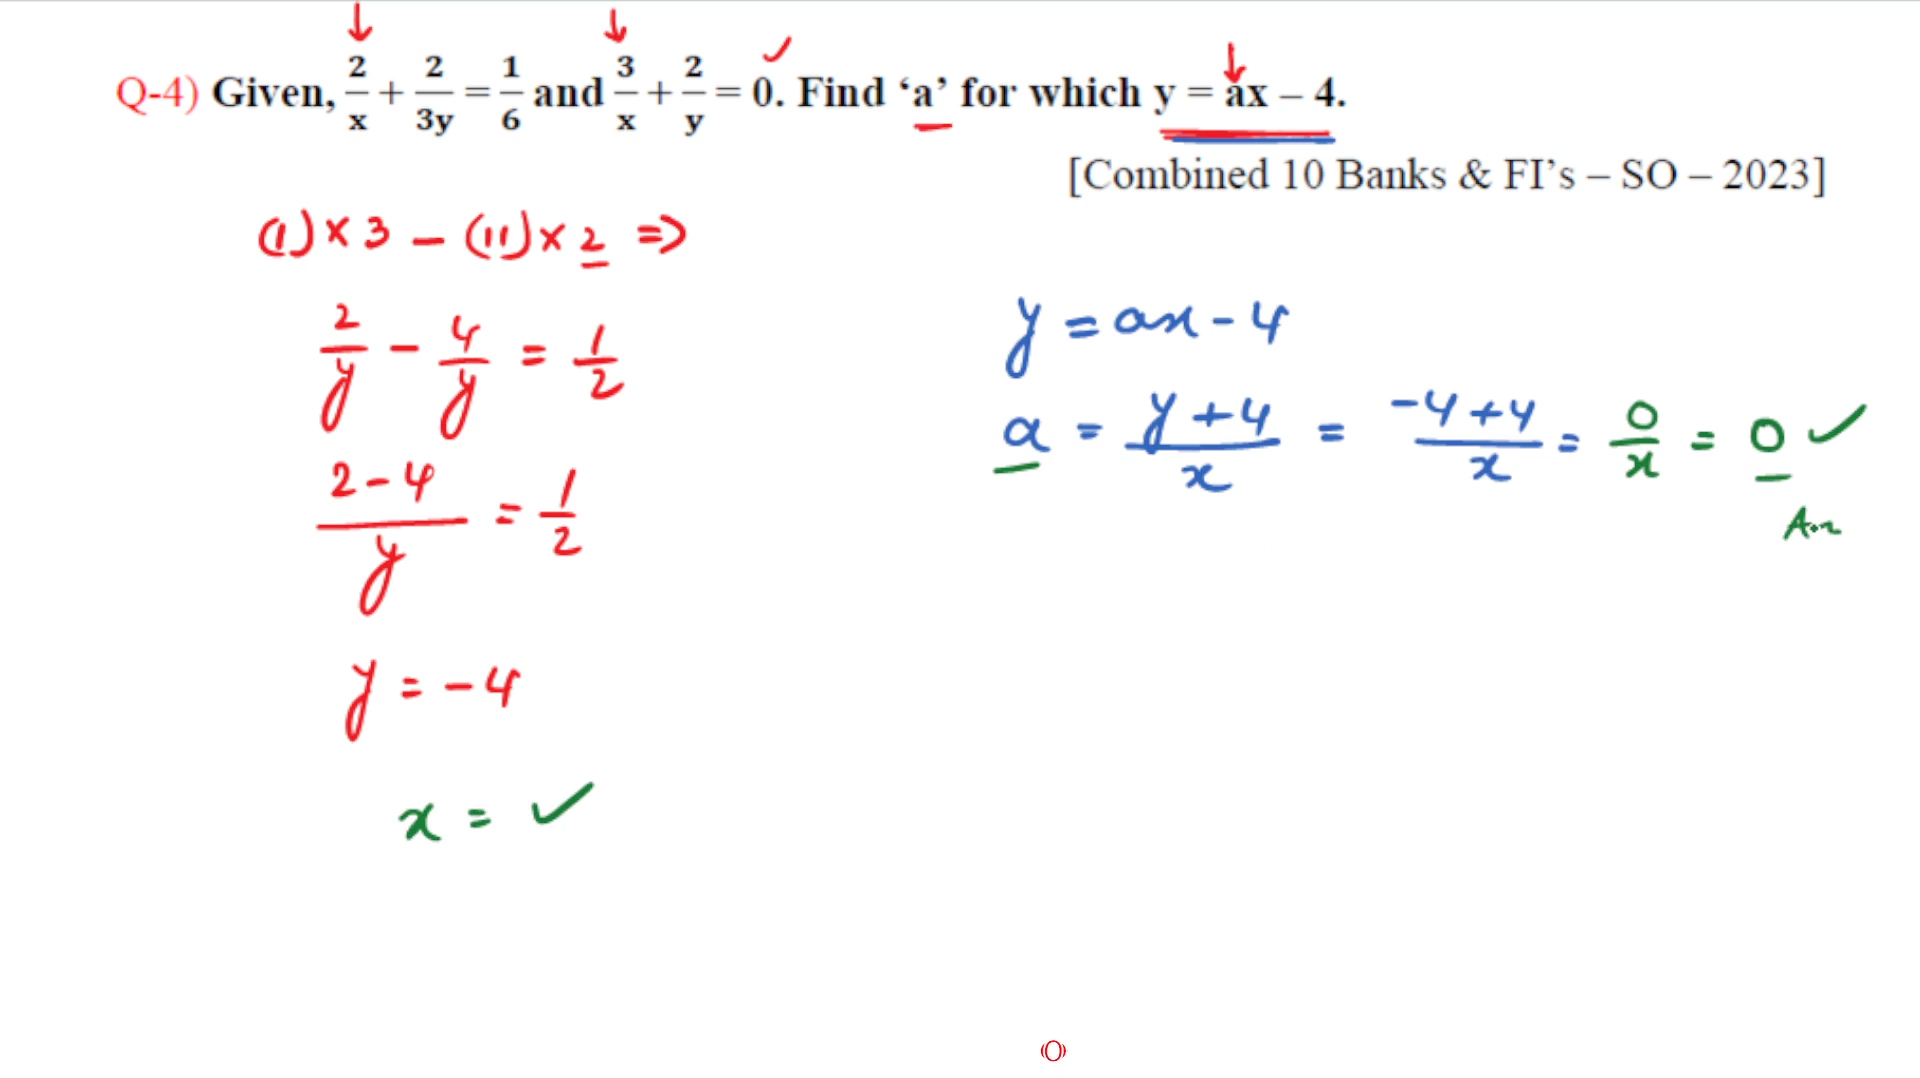 Q-4) Given, 2/x + 2/3y = 1/6 and 3/x + 2/y = 0. Find ‘a’ for which y = ax – 4.
[Combined 10 Banks & FI’s – SO – 2023]
(i) × 3 – (ii) × 2 ⇒
2/y – 4/y = 1/2
(2 – 4)/y = 1/2
y = –4
x = ✓
y = ax – 4
a = (y + 4)/x = (–4 + 4)/x = 0/x = 0 ✓
An
(O)